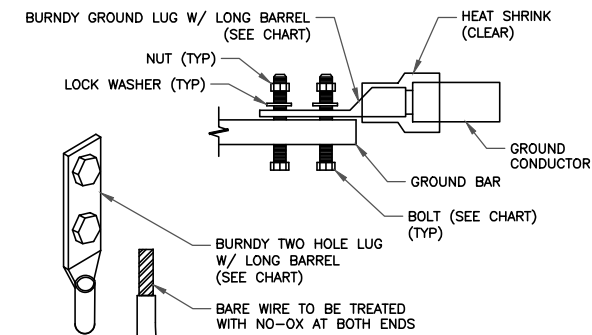 BURNDY GROUND LUG W/ LONG BARREL
(SEE CHART)
HEAT SHRINK
(CLEAR)
NUT (TYP)
LOCK WASHER (TYP)
GROUND
CONDUCTOR
GROUND BAR
BOLT (SEE CHART)
(TYP)
BURNDY TWO HOLE LUG
W/ LONG BARREL
(SEE CHART)
BARE WIRE TO BE TREATED
WITH NO-OX AT BOTH ENDS